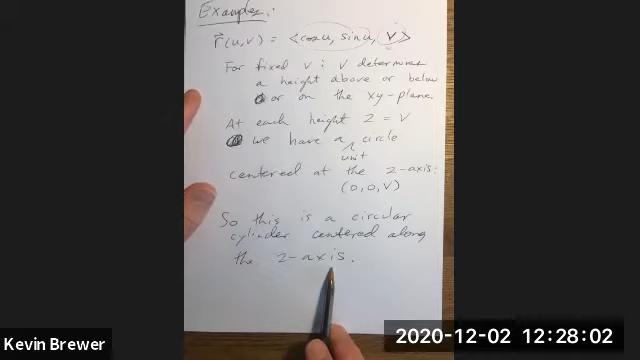 Examples:
r⃗(u,v) = <cos u, sin u, v>
For fixed v : v determines
a height above or below
or on the xy-plane.
At each height z = v
we have a unit circle
centered at the z-axis:
(0,0,v)
So this is a circular
cylinder centered along
the z-axis.
Kevin Brewer
2020-12-02 12:28:02